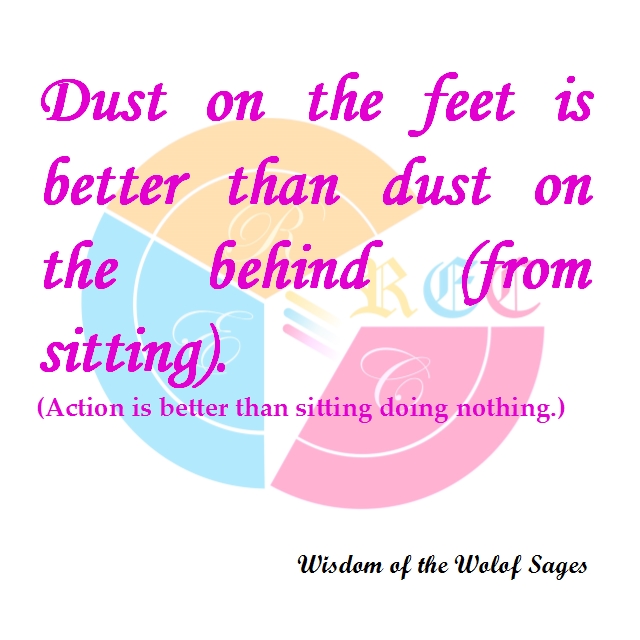 Dust on the feet is
better than dust on
the behind (from
sitting).
(Action is better than sitting doing nothing.)
R
E
C
REC
Wisdom of the Wolof Sages